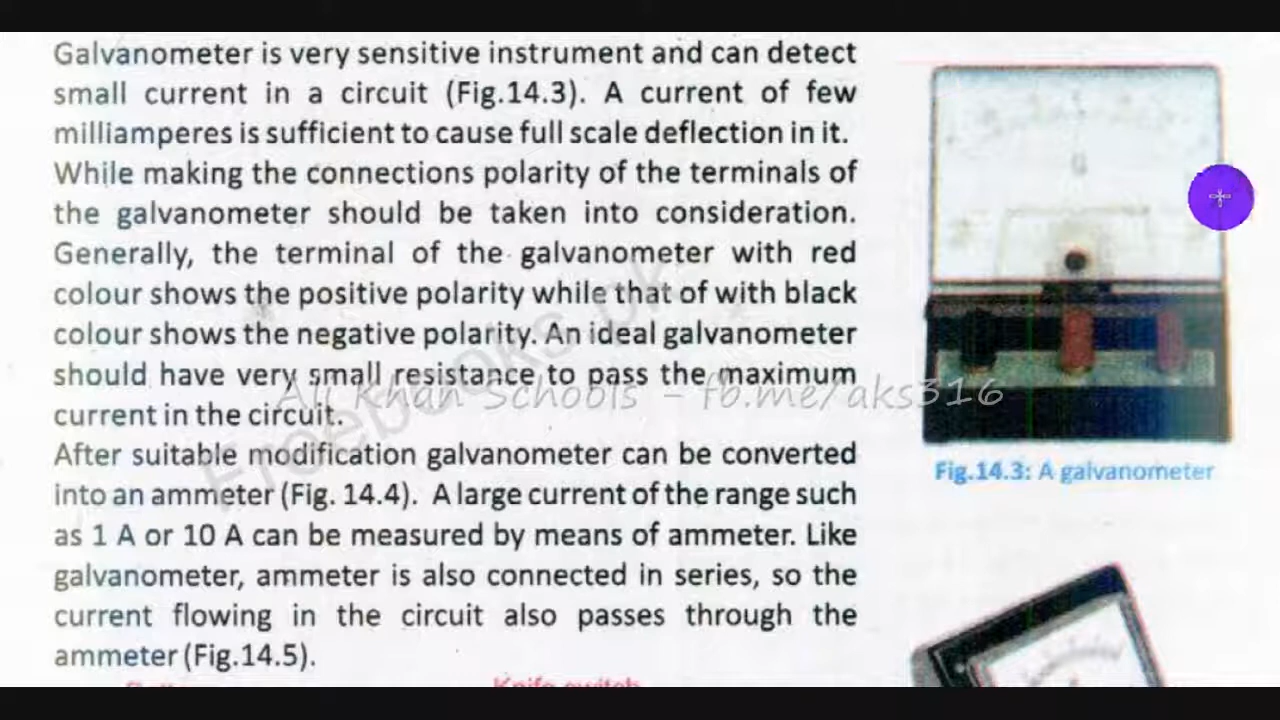 Galvanometer is very sensitive instrument and can detect
small current in a circuit (Fig.14.3). A current of few
milliamperes is sufficient to cause full scale deflection in it.
While making the connections polarity of the terminals of
the galvanometer should be taken into consideration.
Generally, the terminal of the galvanometer with red
colour shows the positive polarity while that of with black
colour shows the negative polarity. An ideal galvanometer
should have very small resistance to pass the maximum
current in the circuit.
After suitable modification galvanometer can be converted
into an ammeter (Fig. 14.4). A large current of the range such
as 1 A or 10 A can be measured by means of ammeter. Like
galvanometer, ammeter is also connected in series, so the
current flowing in the circuit also passes through the
ammeter (Fig.14.5).
Knife switch
G
Fig.14.3: A galvanometer
Ali Khan Schools - fb.me/aks316
Freebooks.pk